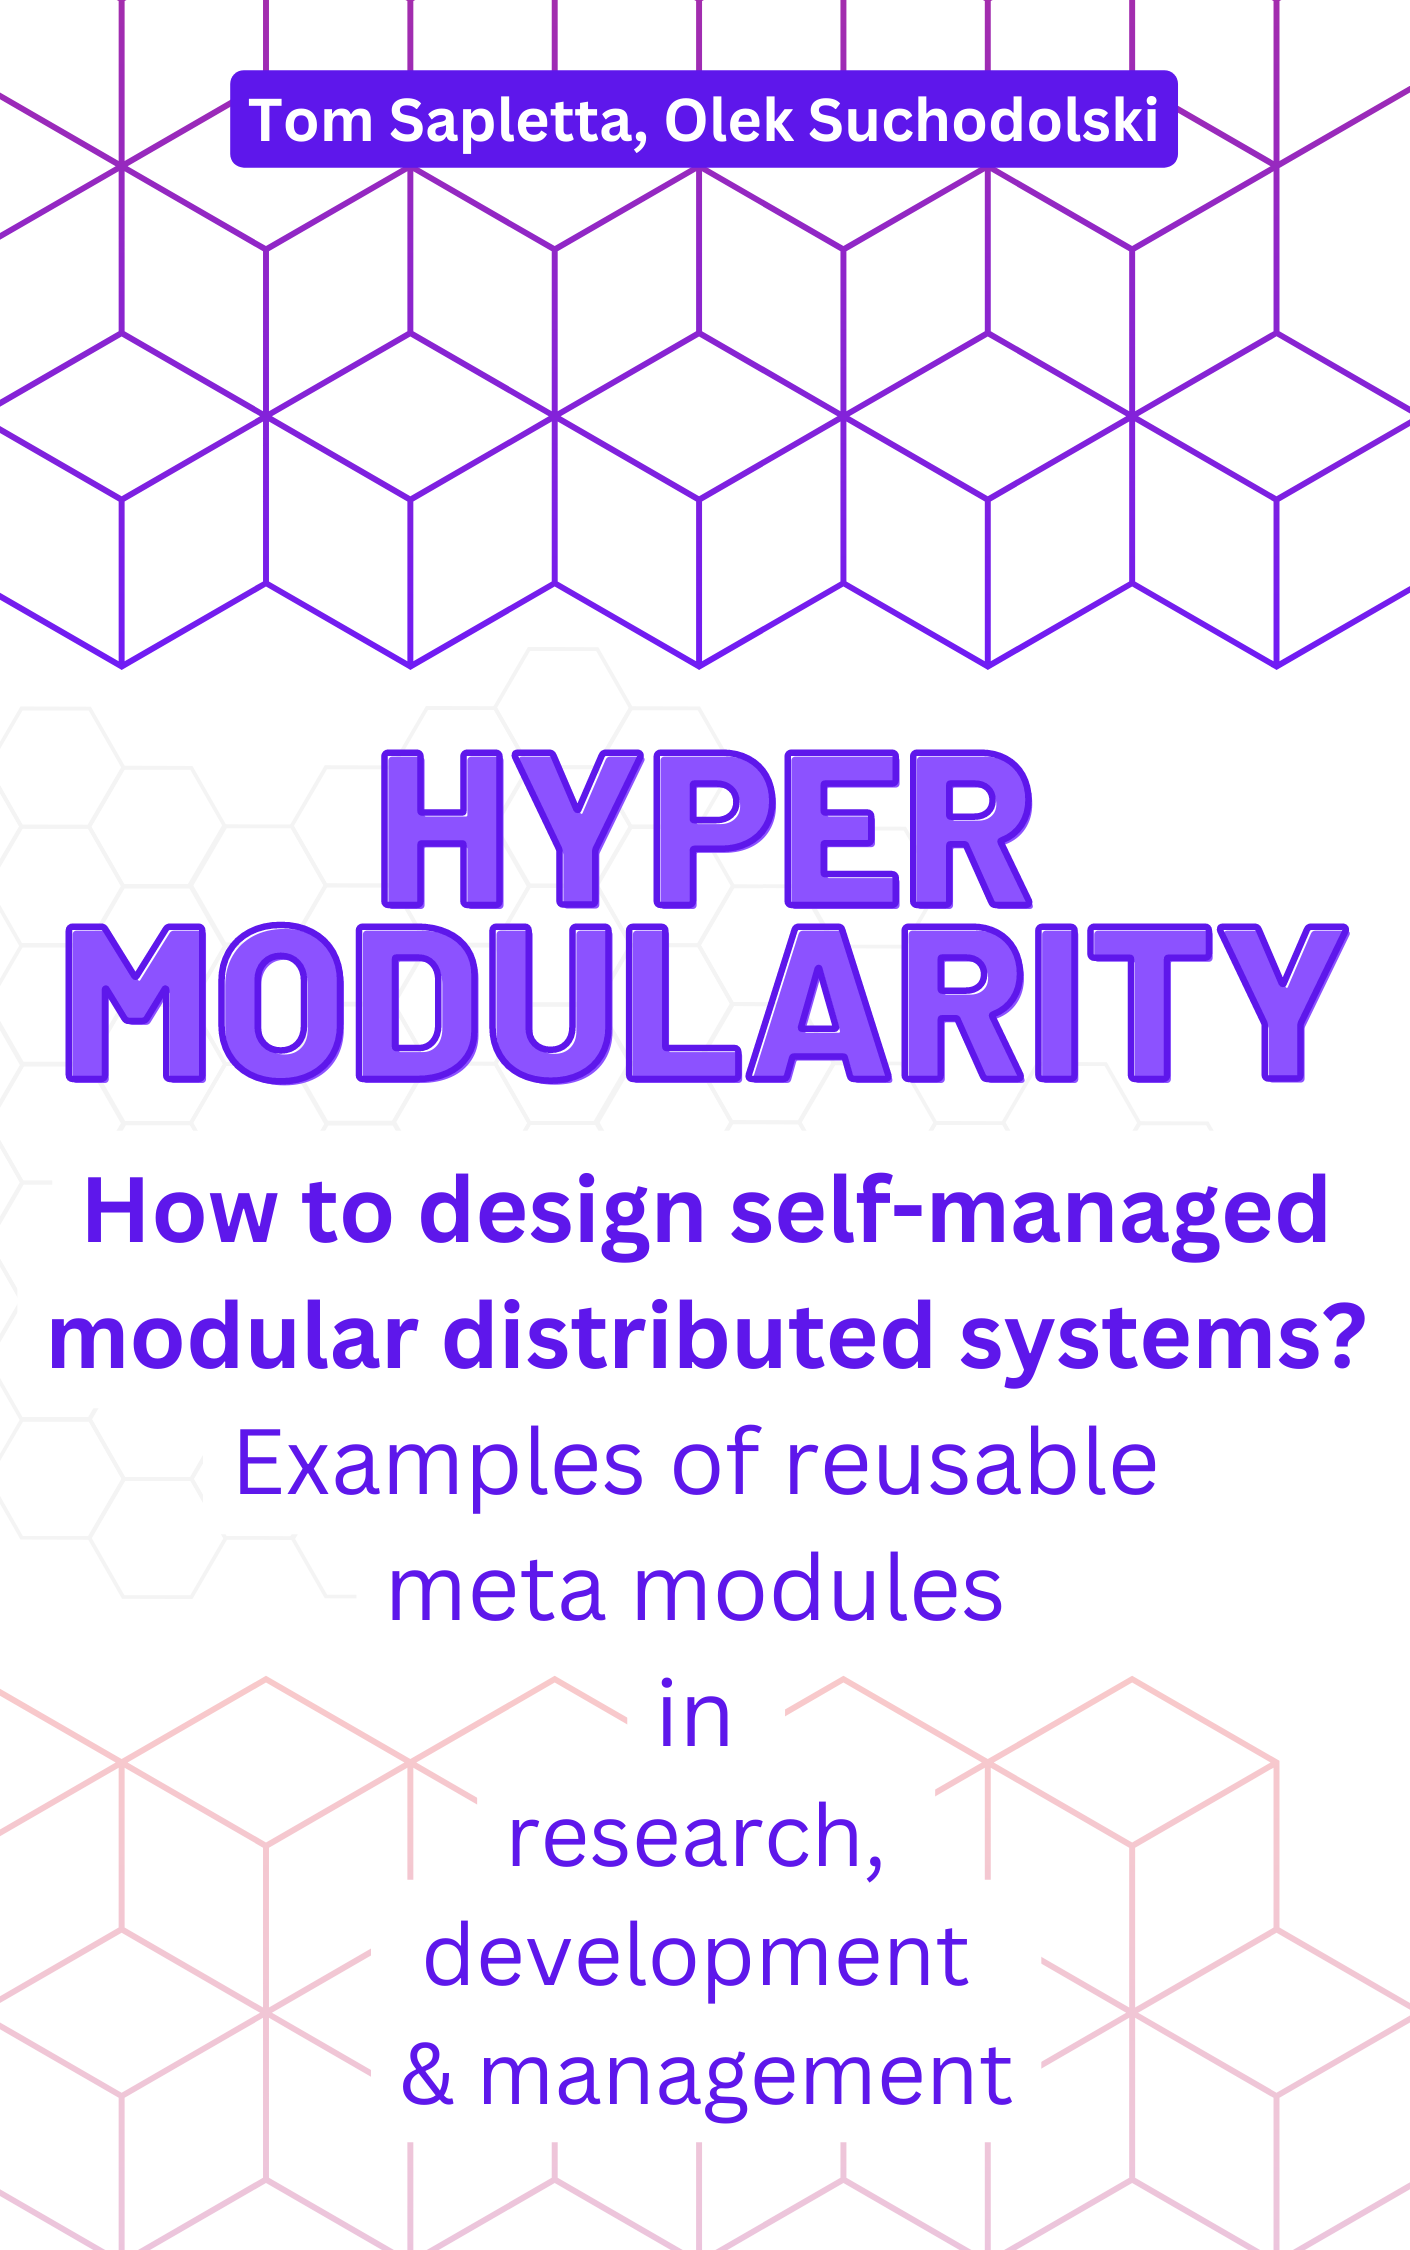 Tom Sapletta, Olek Suchodolski
HYPER
MODULARITY
How to design self-managed
modular distributed systems?
Examples of reusable
meta modules
in
research,
development
& management